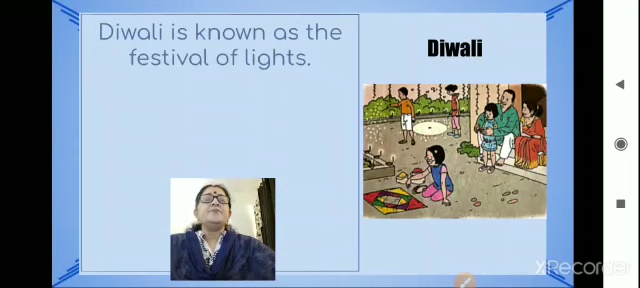 Diwali is known as the
festival of lights.
Diwali
XRecorder